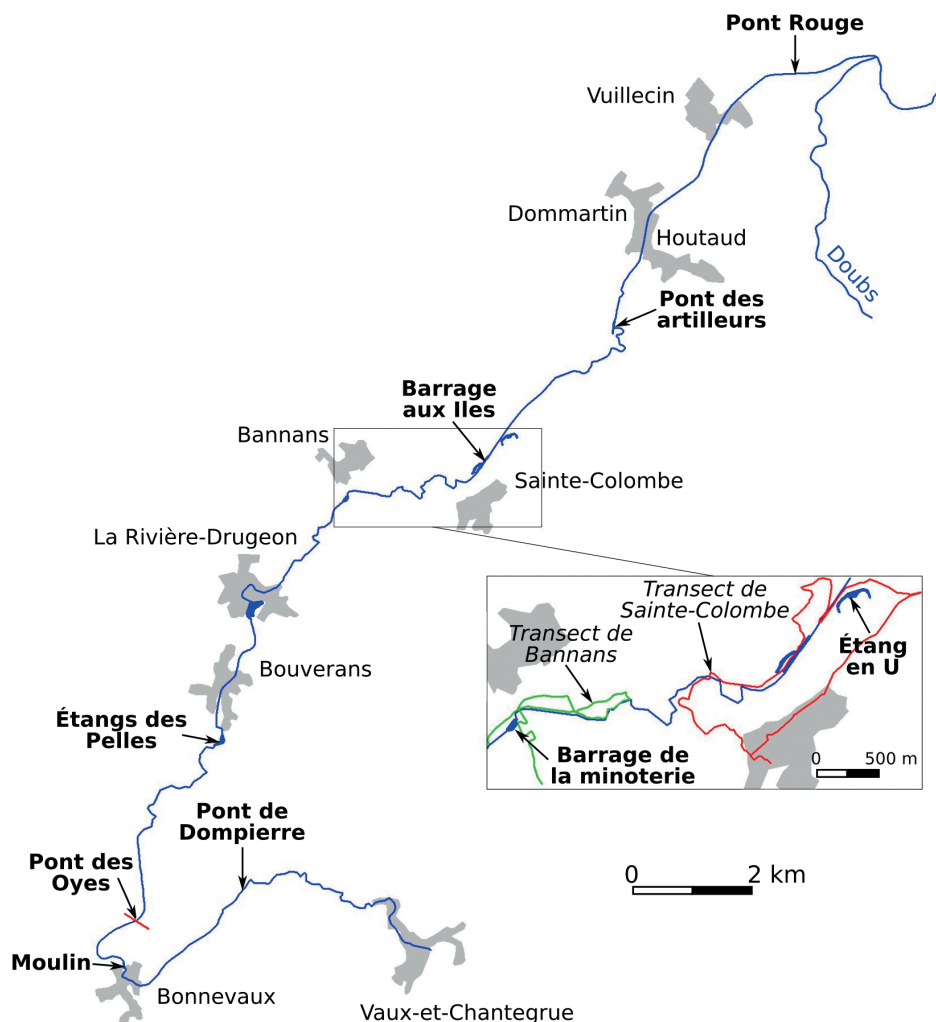 Pont Rouge
Vuillecin
Dommartin
Houtaud
Doubs
Pont des
artilleurs
Barrage
aux Iles
Bannans
Sainte-Colombe
La Rivière-Drugeon
Transect de
Sainte-Colombe
Transect de
Bannans
Étang
en U
Barrage de
la minoterie
0 500 m
Bouverans
Étangs des
Pelles
Pont de
Dompierre
Pont des
Oyes
0 2 km
Moulin
Bonnevaux
Vaux-et-Chantegrue